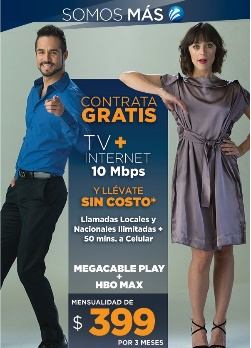 SOMOS MÁS
CONTRATA
GRATIS
TV +
INTERNET
10 Mbps
Y LLÉVATE
SIN COSTO*
Llamadas Locales y
Nacionales Ilimitadas +
50 mins. a Celular
MEGACABLE PLAY
+
HBO MAX
MENSUALIDAD DE
$ 399
POR 3 MESES